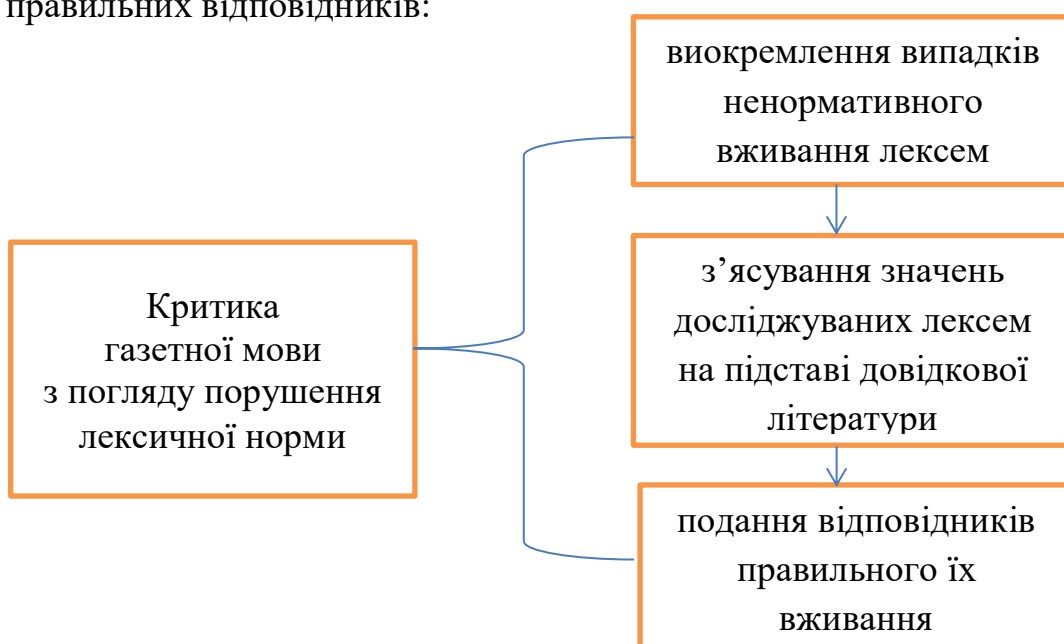 правильних відповідників:
виокремлення випадків
ненормативного
вживання лексем
Критика
газетної мови
з погляду порушення
лексичної норми
з’ясування значень
досліджуваних лексем
на підставі довідкової
літератури
подання відповідників
правильного їх
вживання